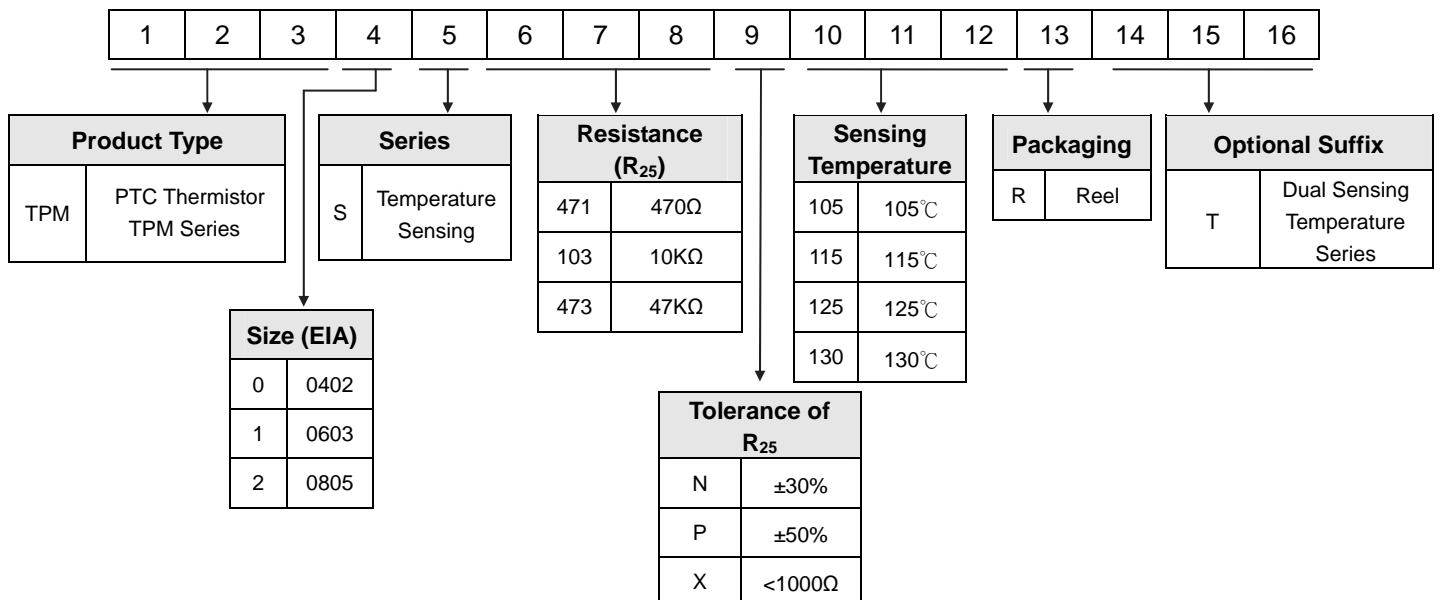 1 2 3 4 5 6 7 8 9 10 11 12 13 14 15 16
Product Type
TPM PTC Thermistor
TPM Series
Series
S Temperature
Sensing
Resistance
(R25)
471 470Ω
103 10KΩ
473 47KΩ
Sensing
Temperature
105 105℃
115 115℃
125 125℃
130 130℃
Packaging
R Reel
Optional Suffix
T Dual Sensing
Temperature
Series
Size (EIA)
0 0402
1 0603
2 0805
Tolerance of
R25
N ±30%
P ±50%
X <1000Ω